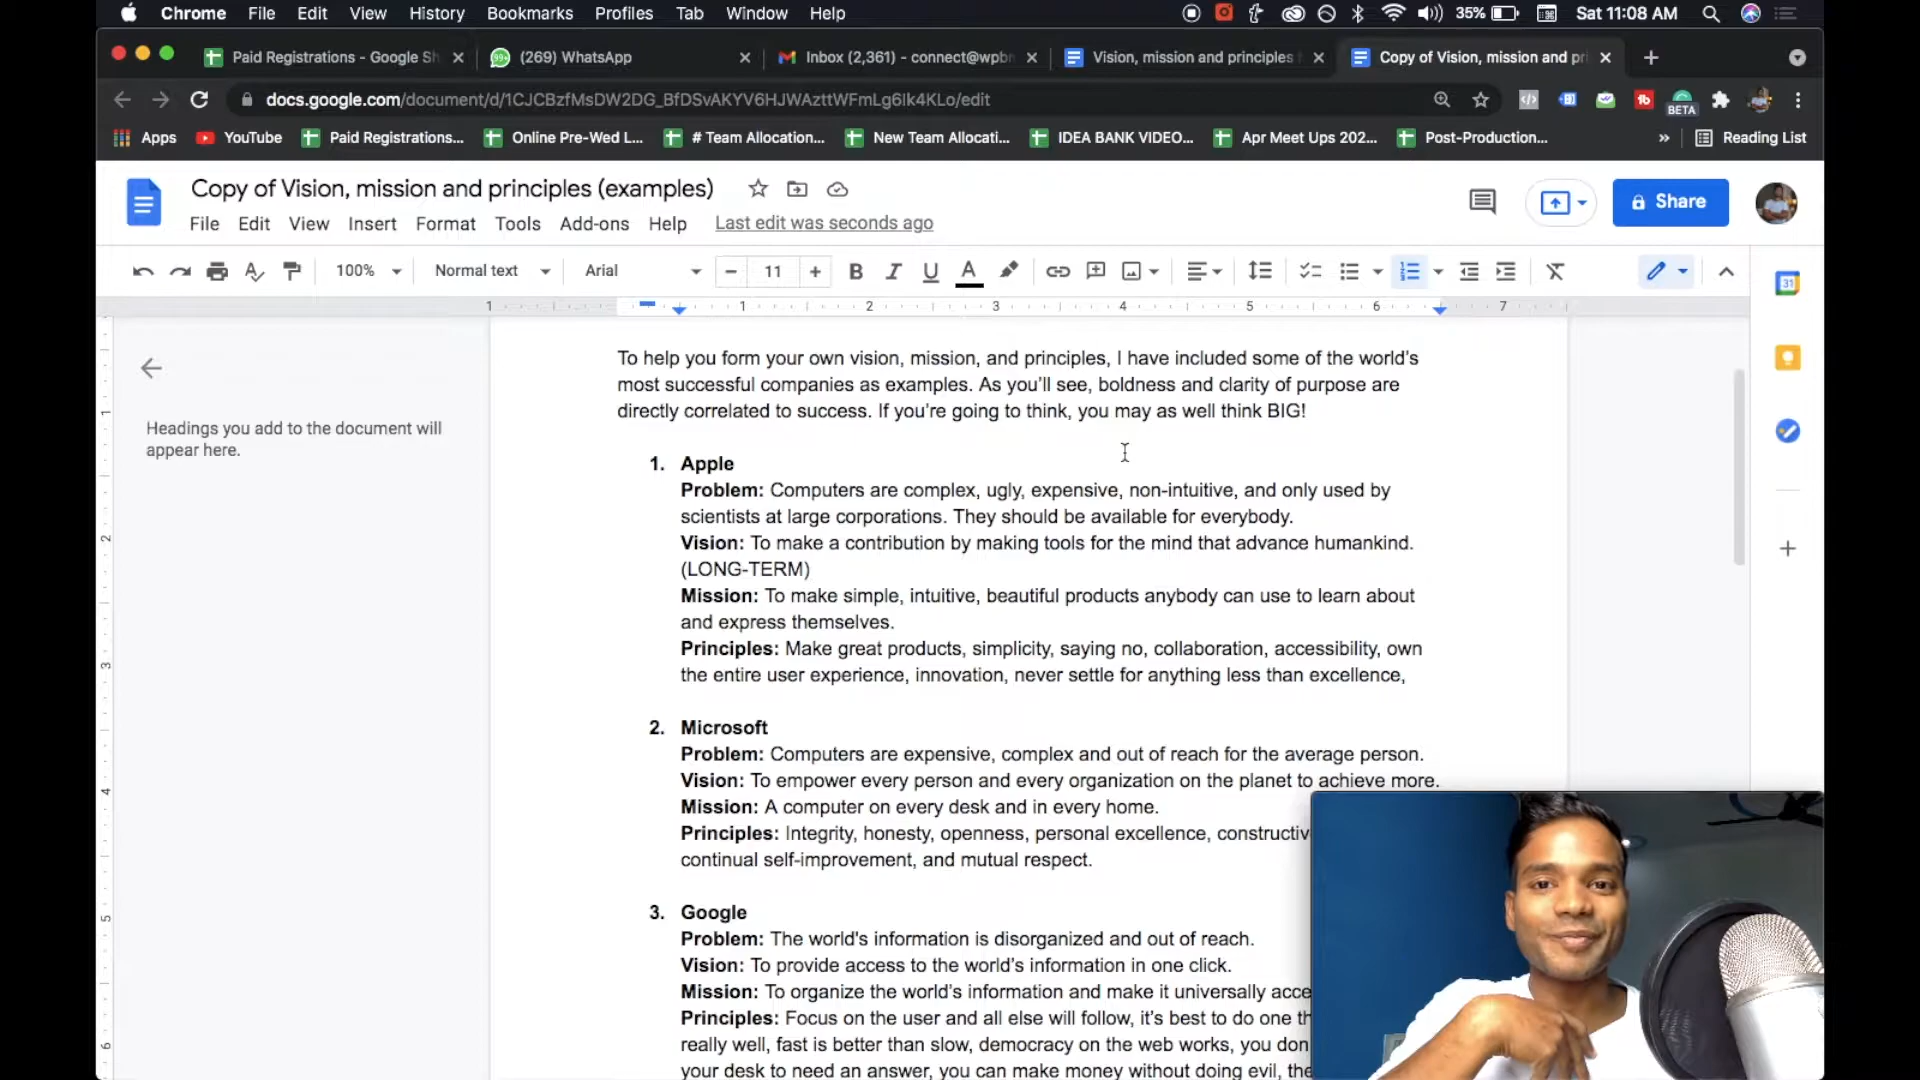 Chrome File Edit View History Bookmarks Profiles Tab Window Help 35% Sat 11:08 AM
Paid Registrations - Google Sh (269) WhatsApp Inbox (2,361) - connect@wpbn Vision, mission and principles Copy of Vision, mission and pri
docs.google.com/document/d/1CJCBzfMsDW2DG_BfDSvAKYV6HJWAzttWFmLg6Ik4KLo/edit BETA
Apps YouTube Paid Registrations... Online Pre-Wed L... # Team Allocation... New Team Allocati... IDEA BANK VIDEO... Apr Meet Ups 202... Post-Production... » Reading List
Copy of Vision, mission and principles (examples)
Share
File Edit View Insert Format Tools Add-ons Help Last edit was seconds ago
100% Normal text Arial 11 B I U A
1 1 2 3 4 5 6 7
To help you form your own vision, mission, and principles, I have included some of the world's
most successful companies as examples. As you'll see, boldness and clarity of purpose are
directly correlated to success. If you're going to think, you may as well think BIG!
Headings you add to the document will
appear here.
1. Apple
Problem: Computers are complex, ugly, expensive, non-intuitive, and only used by
scientists at large corporations. They should be available for everybody.
Vision: To make a contribution by making tools for the mind that advance humankind.
(LONG-TERM)
Mission: To make simple, intuitive, beautiful products anybody can use to learn about
and express themselves.
Principles: Make great products, simplicity, saying no, collaboration, accessibility, own
the entire user experience, innovation, never settle for anything less than excellence,
2. Microsoft
Problem: Computers are expensive, complex and out of reach for the average person.
Vision: To empower every person and every organization on the planet to achieve more.
Mission: A computer on every desk and in every home.
Principles: Integrity, honesty, openness, personal excellence, constructiv
continual self-improvement, and mutual respect.
3. Google
Problem: The world's information is disorganized and out of reach.
Vision: To provide access to the world's information in one click.
Mission: To organize the world's information and make it universally acce
Principles: Focus on the user and all else will follow, it's best to do one th
really well, fast is better than slow, democracy on the web works, you don
your desk to need an answer, you can make money without doing evil, the